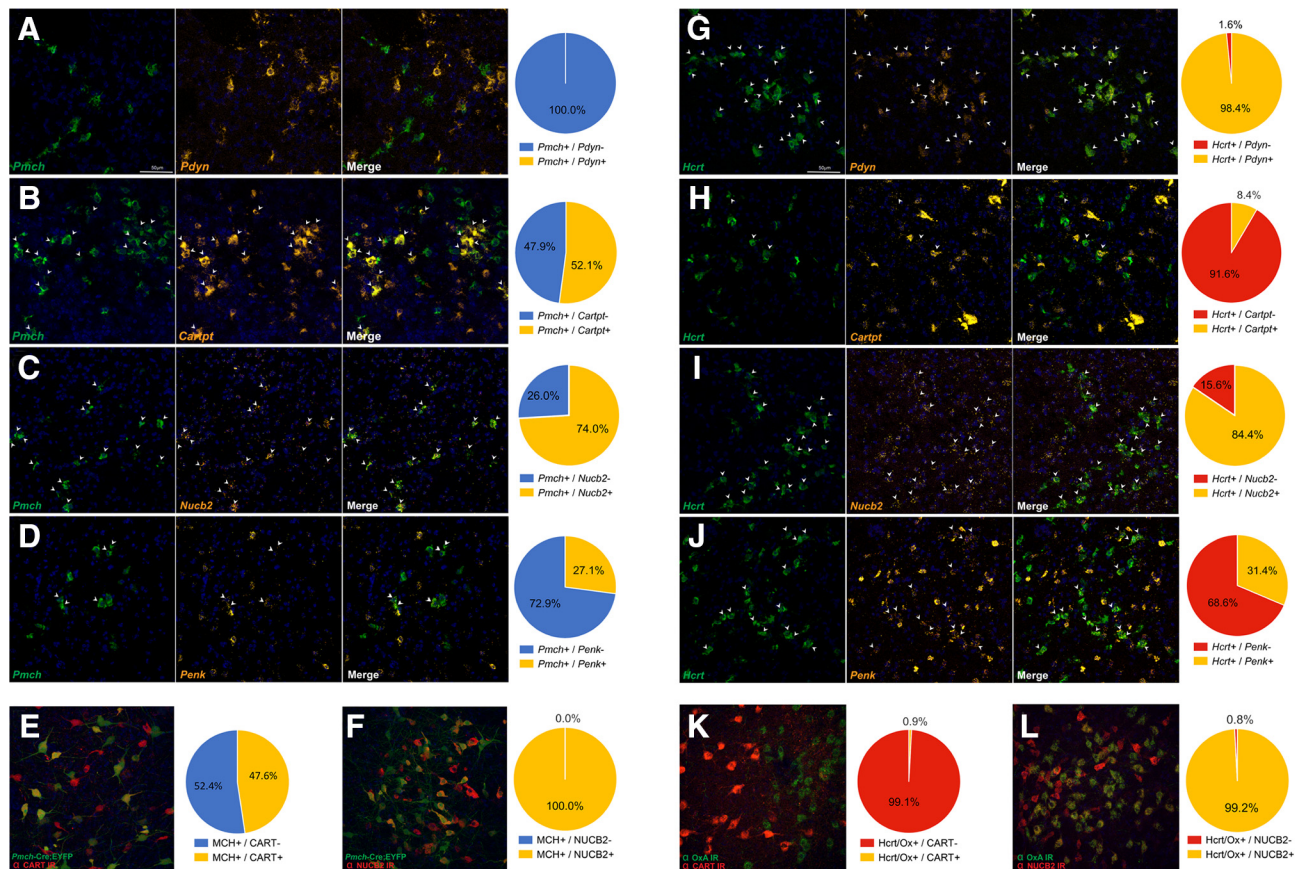 A
Pmch
50μm
Pdyn
Merge
100.0%
Pmch+ / Pdyn-
Pmch+ / Pdyn+
B
Pmch
Cartpt
Merge
47.9%
52.1%
Pmch+ / Cartpt-
Pmch+ / Cartpt+
C
Pmch
Nucb2
Merge
26.0%
74.0%
Pmch+ / Nucb2-
Pmch+ / Nucb2+
D
Pmch
Penk
Merge
27.1%
72.9%
Pmch+ / Penk-
Pmch+ / Penk+
E
Pmch-Cre;EYFP
α CART IR
52.4%
47.6%
MCH+ / CART-
MCH+ / CART+
F
Pmch-Cre;EYFP
α NUCB2 IR
0.0%
100.0%
MCH+ / NUCB2-
MCH+ / NUCB2+
G
Hcrt
50μm
Pdyn
Merge
1.6%
98.4%
Hcrt+ / Pdyn-
Hcrt+ / Pdyn+
H
Hcrt
Cartpt
Merge
8.4%
91.6%
Hcrt+ / Cartpt-
Hcrt+ / Cartpt+
I
Hcrt
Nucb2
Merge
15.6%
84.4%
Hcrt+ / Nucb2-
Hcrt+ / Nucb2+
J
Hcrt
Penk
Merge
31.4%
68.6%
Hcrt+ / Penk-
Hcrt+ / Penk+
K
α OxA IR
α CART IR
0.9%
99.1%
Hcrt/Ox+ / CART-
Hcrt/Ox+ / CART+
L
α OxA IR
α NUCB2 IR
0.8%
99.2%
Hcrt/Ox+ / NUCB2-
Hcrt/Ox+ / NUCB2+